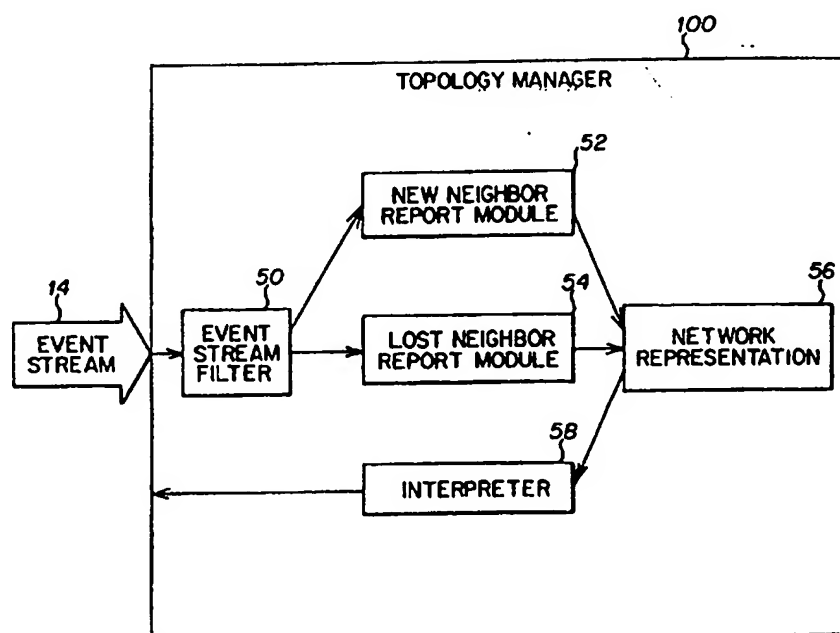 100
TOPOLOGY MANAGER
52
NEW NEIGHBOR
REPORT MODULE
14
EVENT
STREAM
50
EVENT
STREAM
FILTER
54
LOST NEIGHBOR
REPORT MODULE
56
NETWORK
REPRESENTATION
58
INTERPRETER